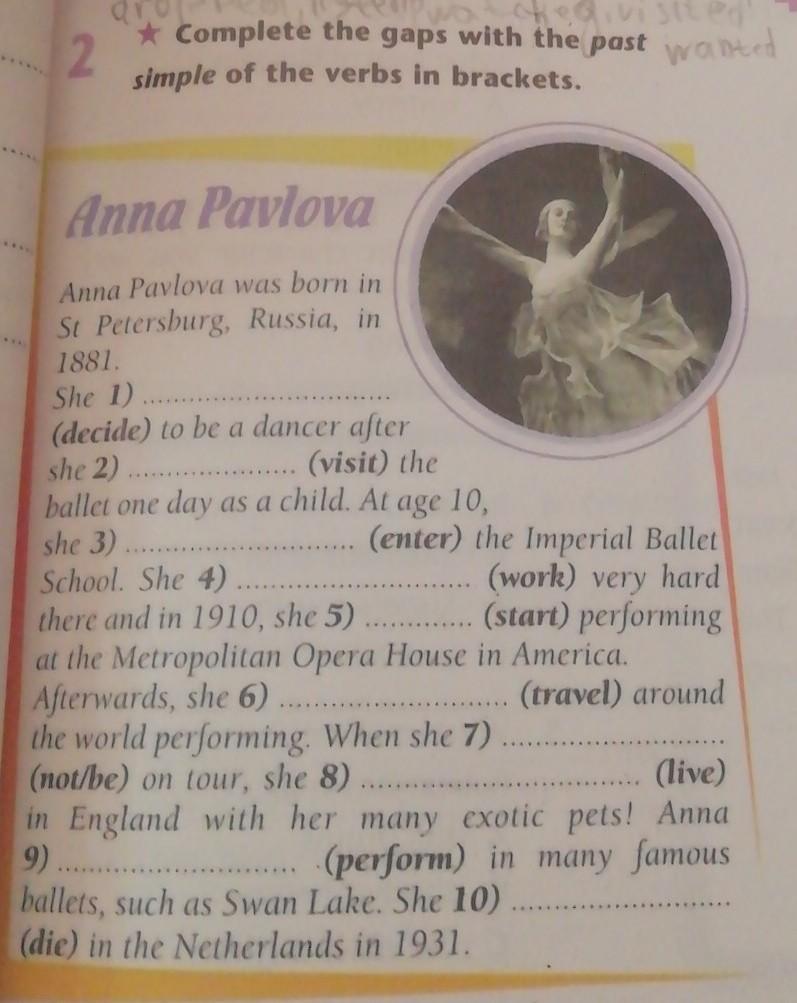 listen, watched, visited
wanted
2 ★ Complete the gaps with the past
simple of the verbs in brackets.
Anna Pavlova
Anna Pavlova was born in
St Petersburg, Russia, in
1881.
She 1) ................................
(decide) to be a dancer after
she 2) ..................... (visit) the
ballet one day as a child. At age 10,
she 3) ............................. (enter) the Imperial Ballet
School. She 4) ............................. (work) very hard
there and in 1910, she 5) ............. (start) performing
at the Metropolitan Opera House in America.
Afterwards, she 6) ............................. (travel) around
the world performing. When she 7) ............................
(not/be) on tour, she 8) ................................... (live)
in England with her many exotic pets! Anna
9) .............................. (perform) in many famous
ballets, such as Swan Lake. She 10) ............................
(die) in the Netherlands in 1931.